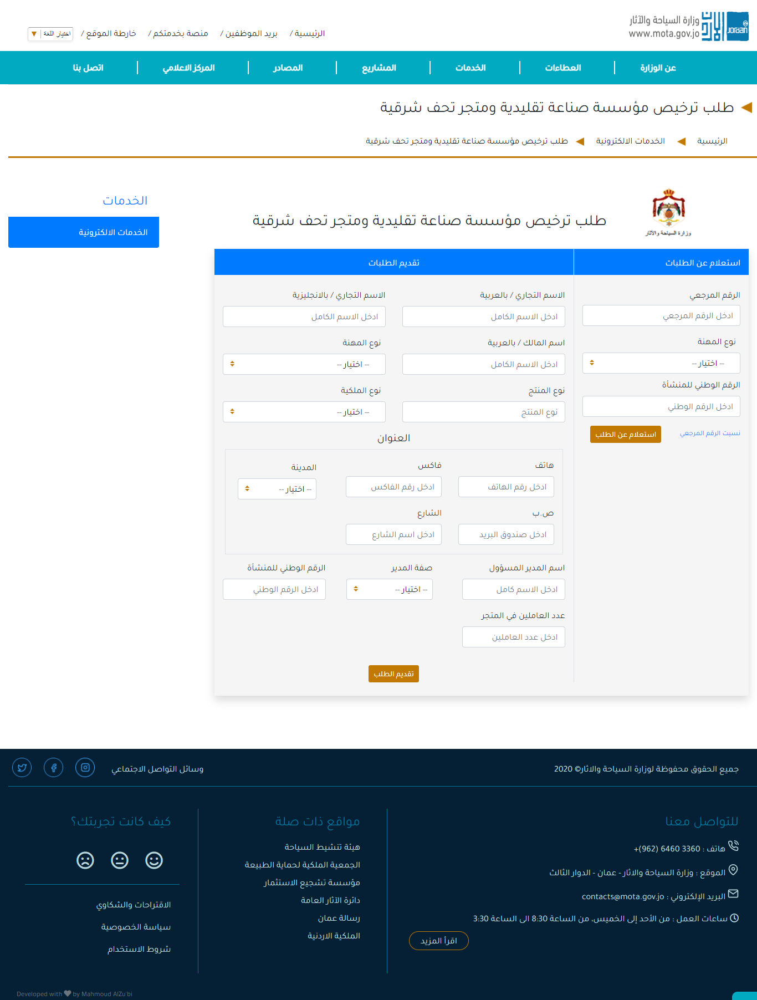 وزارة السياحة والآثار
www.mota.gov.jo
JORDAN
الرئيسية /
بريد الموظفين /
منصة بخدمتكم /
خارطة الموقع /
اختيار اللغة
عن الوزارة
العطاءات
الخدمات
المشاريع
المصادر
المركز الاعلامي
اتصل بنا
طلب ترخيص مؤسسة صناعة تقليدية ومتجر تحف شرقية
الرئيسية
الخدمات الالكترونية
طلب ترخيص مؤسسة صناعة تقليدية ومتجر تحف شرقية
وزارة السياحة والآثار
طلب ترخيص مؤسسة صناعة تقليدية ومتجر تحف شرقية
الخدمات
الخدمات الالكترونية
استعلام عن الطلبات
الرقم المرجعي
ادخل الرقم المرجعي
نوع المهنة
-- اختيار --
الرقم الوطني للمنشأة
ادخل الرقم الوطني
نسيت الرقم المرجعي
استعلام عن الطلب
تقديم الطلبات
الاسم التجاري / بالعربية
الاسم التجاري / بالانجليزية
ادخل الاسم الكامل
ادخل الاسم الكامل
اسم المالك / بالعربية
نوع المهنة
ادخل الاسم الكامل
-- اختيار --
نوع المنتج
نوع الملكية
نوع المنتج
-- اختيار --
العنوان
هاتف
فاكس
المدينة
ادخل رقم الهاتف
ادخل رقم الفاكس
-- اختيار --
ص.ب
الشارع
ادخل صندوق البريد
ادخل اسم الشارع
اسم المدير المسؤول
صفة المدير
الرقم الوطني للمنشأة
ادخل الاسم كامل
-- اختيار --
ادخل الرقم الوطني
عدد العاملين في المتجر
ادخل عدد العاملين
تقديم الطلب
جميع الحقوق محفوظة لوزارة السياحة والاثار© 2020
وسائل التواصل الاجتماعي
للتواصل معنا
هاتف : 3360 6460 (962)+
الموقع : وزارة السياحة والاثار - عمان - الدوار الثالث
البريد الإلكتروني : contacts@mota.gov.jo
ساعات العمل : من الأحد إلى الخميس، من الساعة 8:30 الى الساعة 3:30
اقرأ المزيد
مواقع ذات صلة
هيئة تنشيط السياحة
الجمعية الملكية لحماية الطبيعة
مؤسسة تشجيع الاستثمار
دائرة الآثار العامة
رسالة عمان
الملكية الاردنية
كيف كانت تجربتك؟
الاقتراحات والشكاوي
سياسة الخصوصية
شروط الاستخدام
Developed with ❤ by Mahmoud AlZu'bi